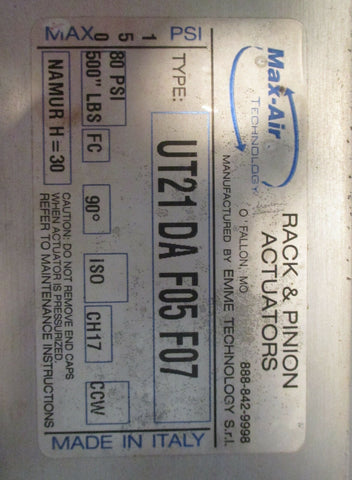 Max-Air
TECHNOLOGY
RACK & PINION
ACTUATORS
O' FALLON, MO
888-842-9998
MANUFACTURED BY EMME TECHNOLOGY S.r.l.
TYPE:
UT21 DA F05 F07
MAX 150 PSI
80 PSI
500" LBS FC
90°
ISO
CH17
CCW
NAMUR H=30
CAUTION: DO NOT REMOVE END CAPS
WHEN ACTUATOR IS PRESSURIZED.
REFER TO MAINTENANCE INSTRUCTIONS
MADE IN ITALY